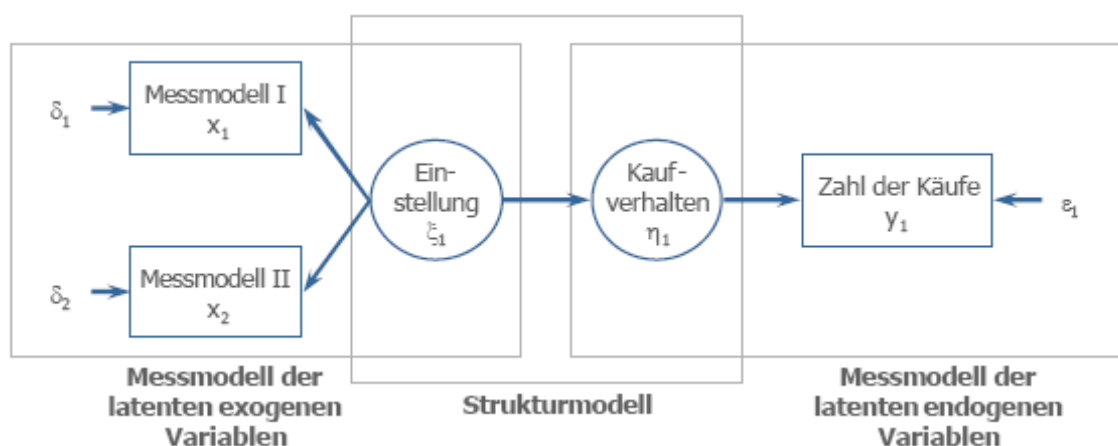 δ1
Messmodell I
x1
δ2
Messmodell II
x2
Ein-
stellung
ξ1
Kauf-
verhalten
η1
Zahl der Käufe
y1
ε1
Messmodell der
latenten exogenen
Variablen
Strukturmodell
Messmodell der
latenten endogenen
Variablen